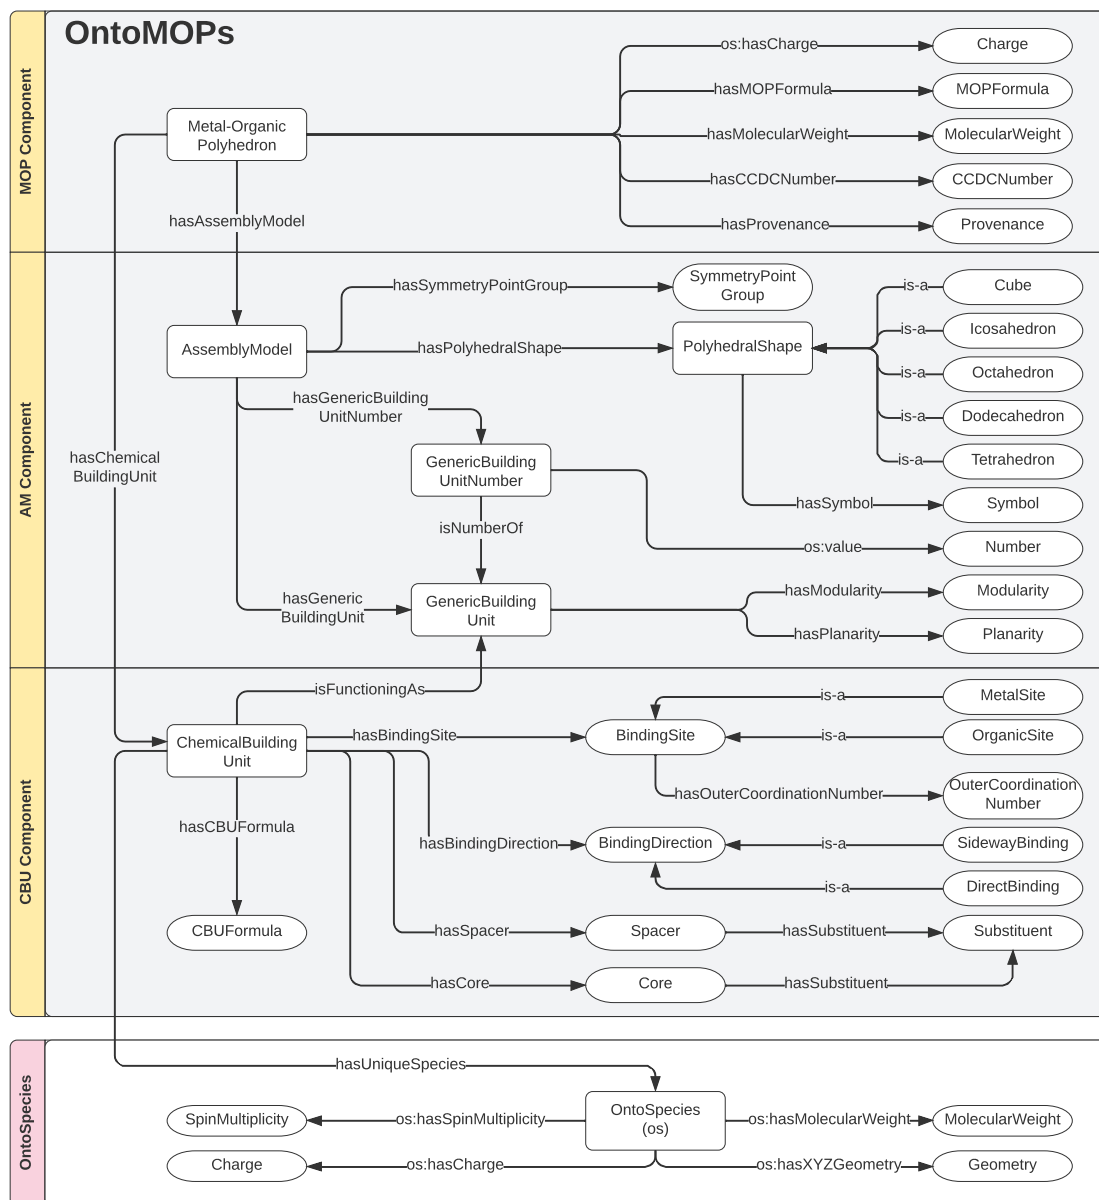 OntoMOPs
MOP Component
os:hasCharge
Charge
hasMOPFormula
MOPFormula
Metal-Organic
Polyhedron
hasMolecularWeight
MolecularWeight
hasCCDCNumber
CCDCNumber
hasProvenance
Provenance
hasAssemblyModel
AM Component
hasSymmetryPointGroup
SymmetryPoint
Group
is-a
Cube
is-a
Icosahedron
AssemblyModel
hasPolyhedralShape
PolyhedralShape
is-a
Octahedron
is-a
Dodecahedron
is-a
Tetrahedron
hasGenericBuilding
UnitNumber
hasChemical
BuildingUnit
GenericBuilding
UnitNumber
hasSymbol
Symbol
isNumberOf
os:value
Number
hasGeneric
BuildingUnit
GenericBuilding
Unit
hasModularity
Modularity
hasPlanarity
Planarity
CBU Component
isFunctioningAs
is-a
MetalSite
ChemicalBuilding
Unit
hasBindingSite
BindingSite
is-a
OrganicSite
hasOuterCoordinationNumber
OuterCoordination
Number
hasCBUFormula
hasBindingDirection
BindingDirection
is-a
SidewayBinding
is-a
DirectBinding
CBUFormula
hasSpacer
Spacer
hasSubstituent
Substituent
hasCore
Core
hasSubstituent
OntoSpecies
hasUniqueSpecies
SpinMultiplicity
os:hasSpinMultiplicity
OntoSpecies
(os)
os:hasMolecularWeight
MolecularWeight
Charge
os:hasCharge
os:hasXYZGeometry
Geometry